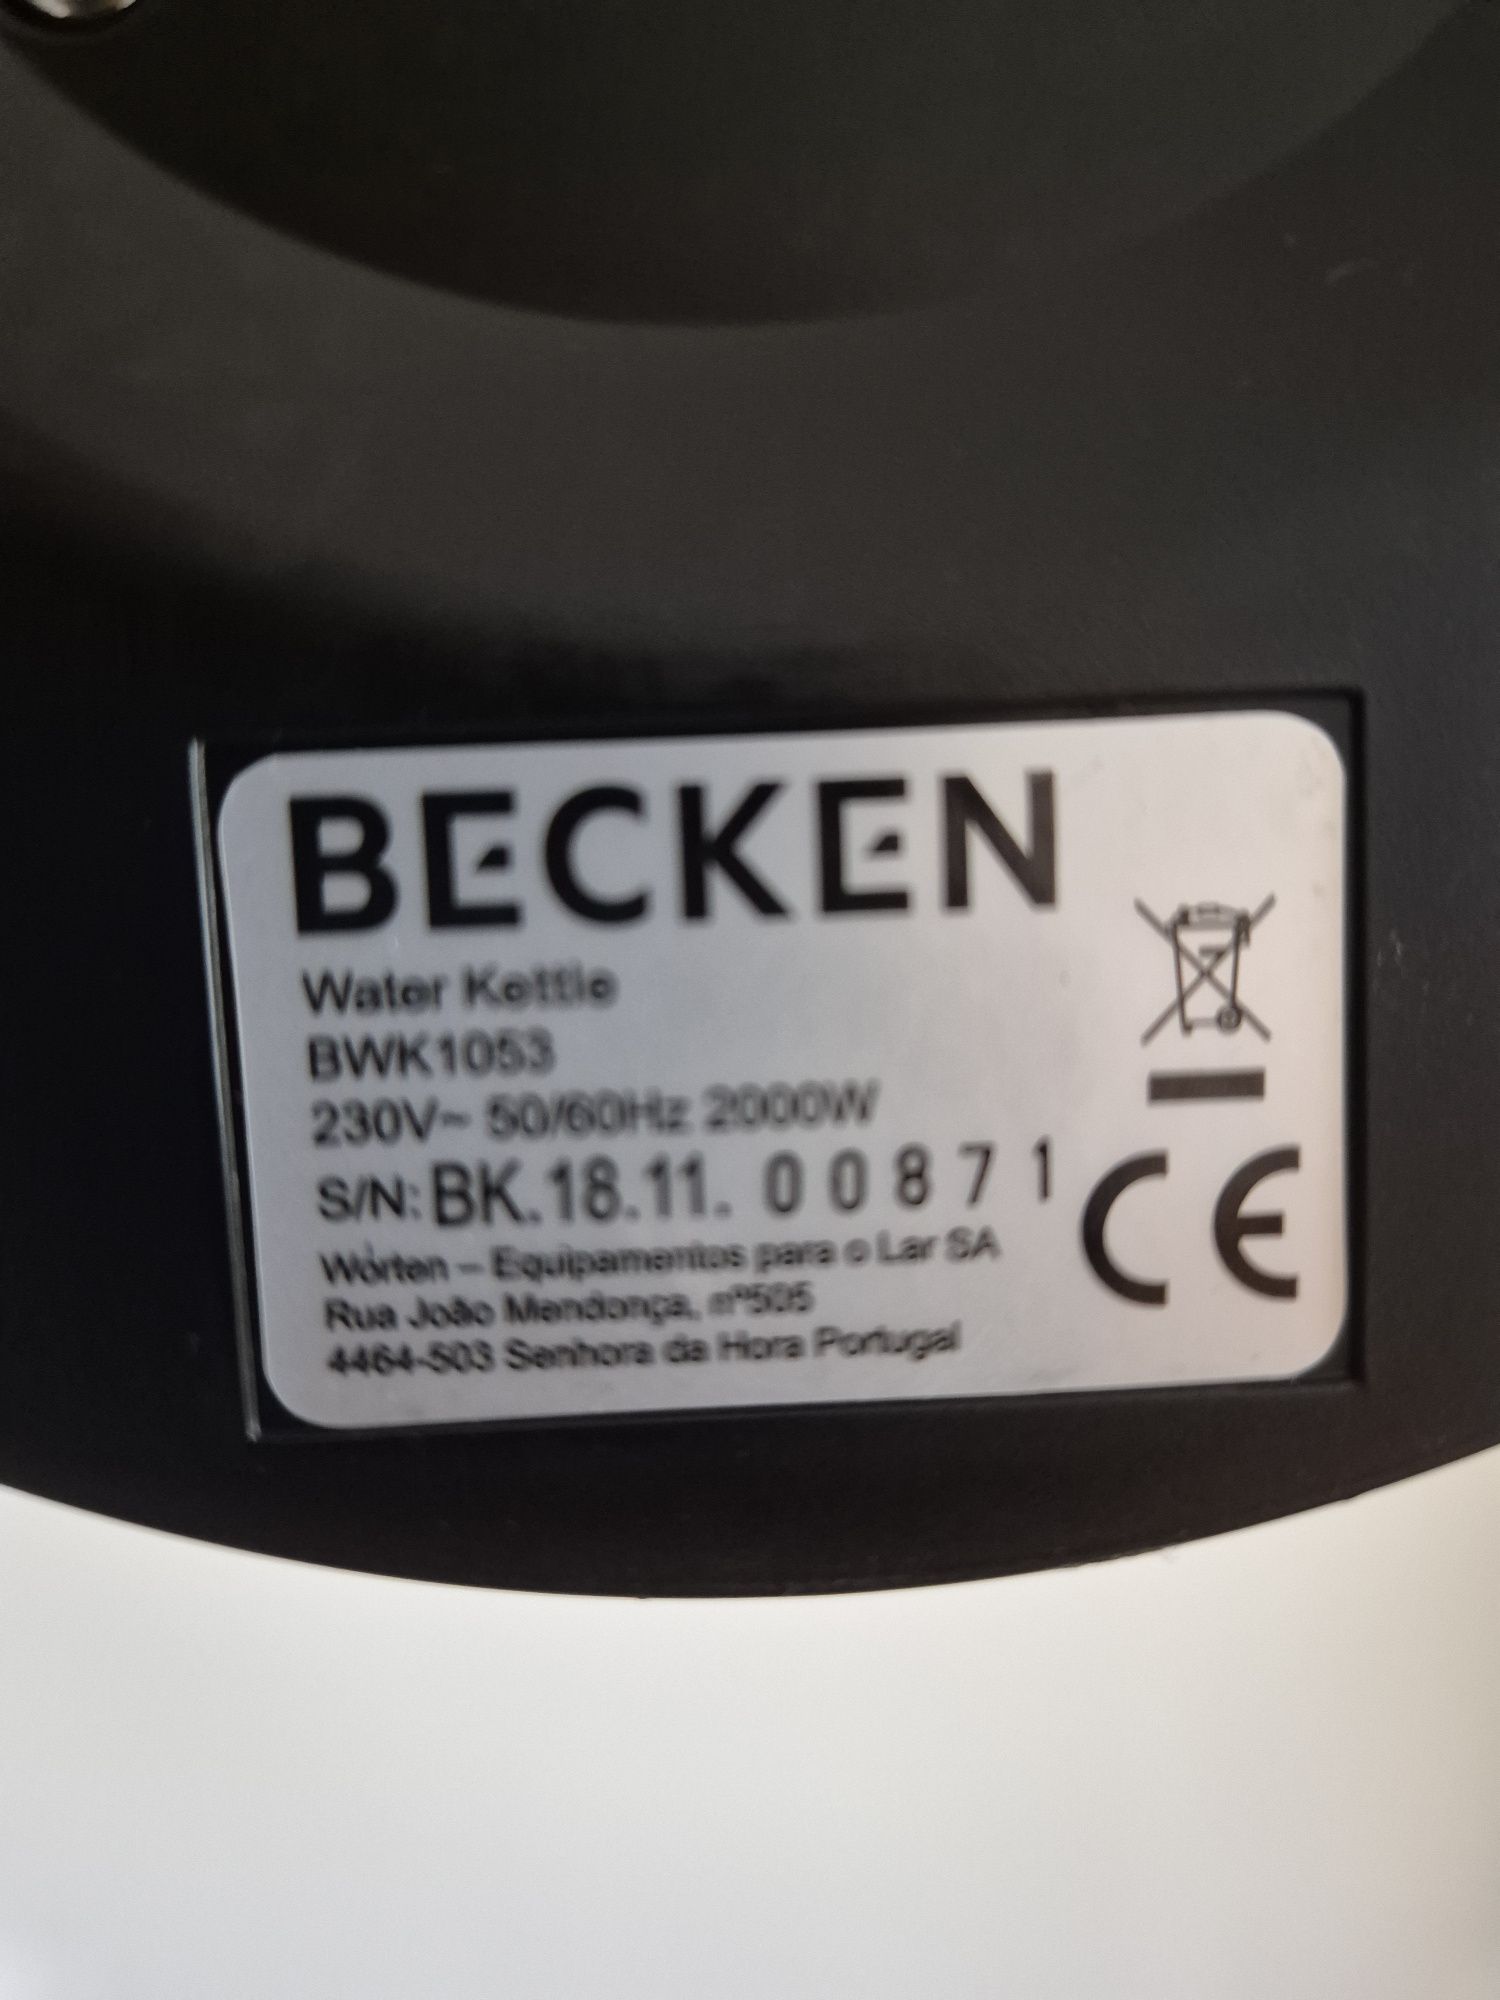 BECKEN
Water Kettle
BWK1053
230V~ 50/60Hz 2000W
S/N: BK.18.11. 00871
Worten – Equipamentos para o Lar SA
Rua João Mendonça, nº505
4464-503 Senhora da Hora Portugal
CE